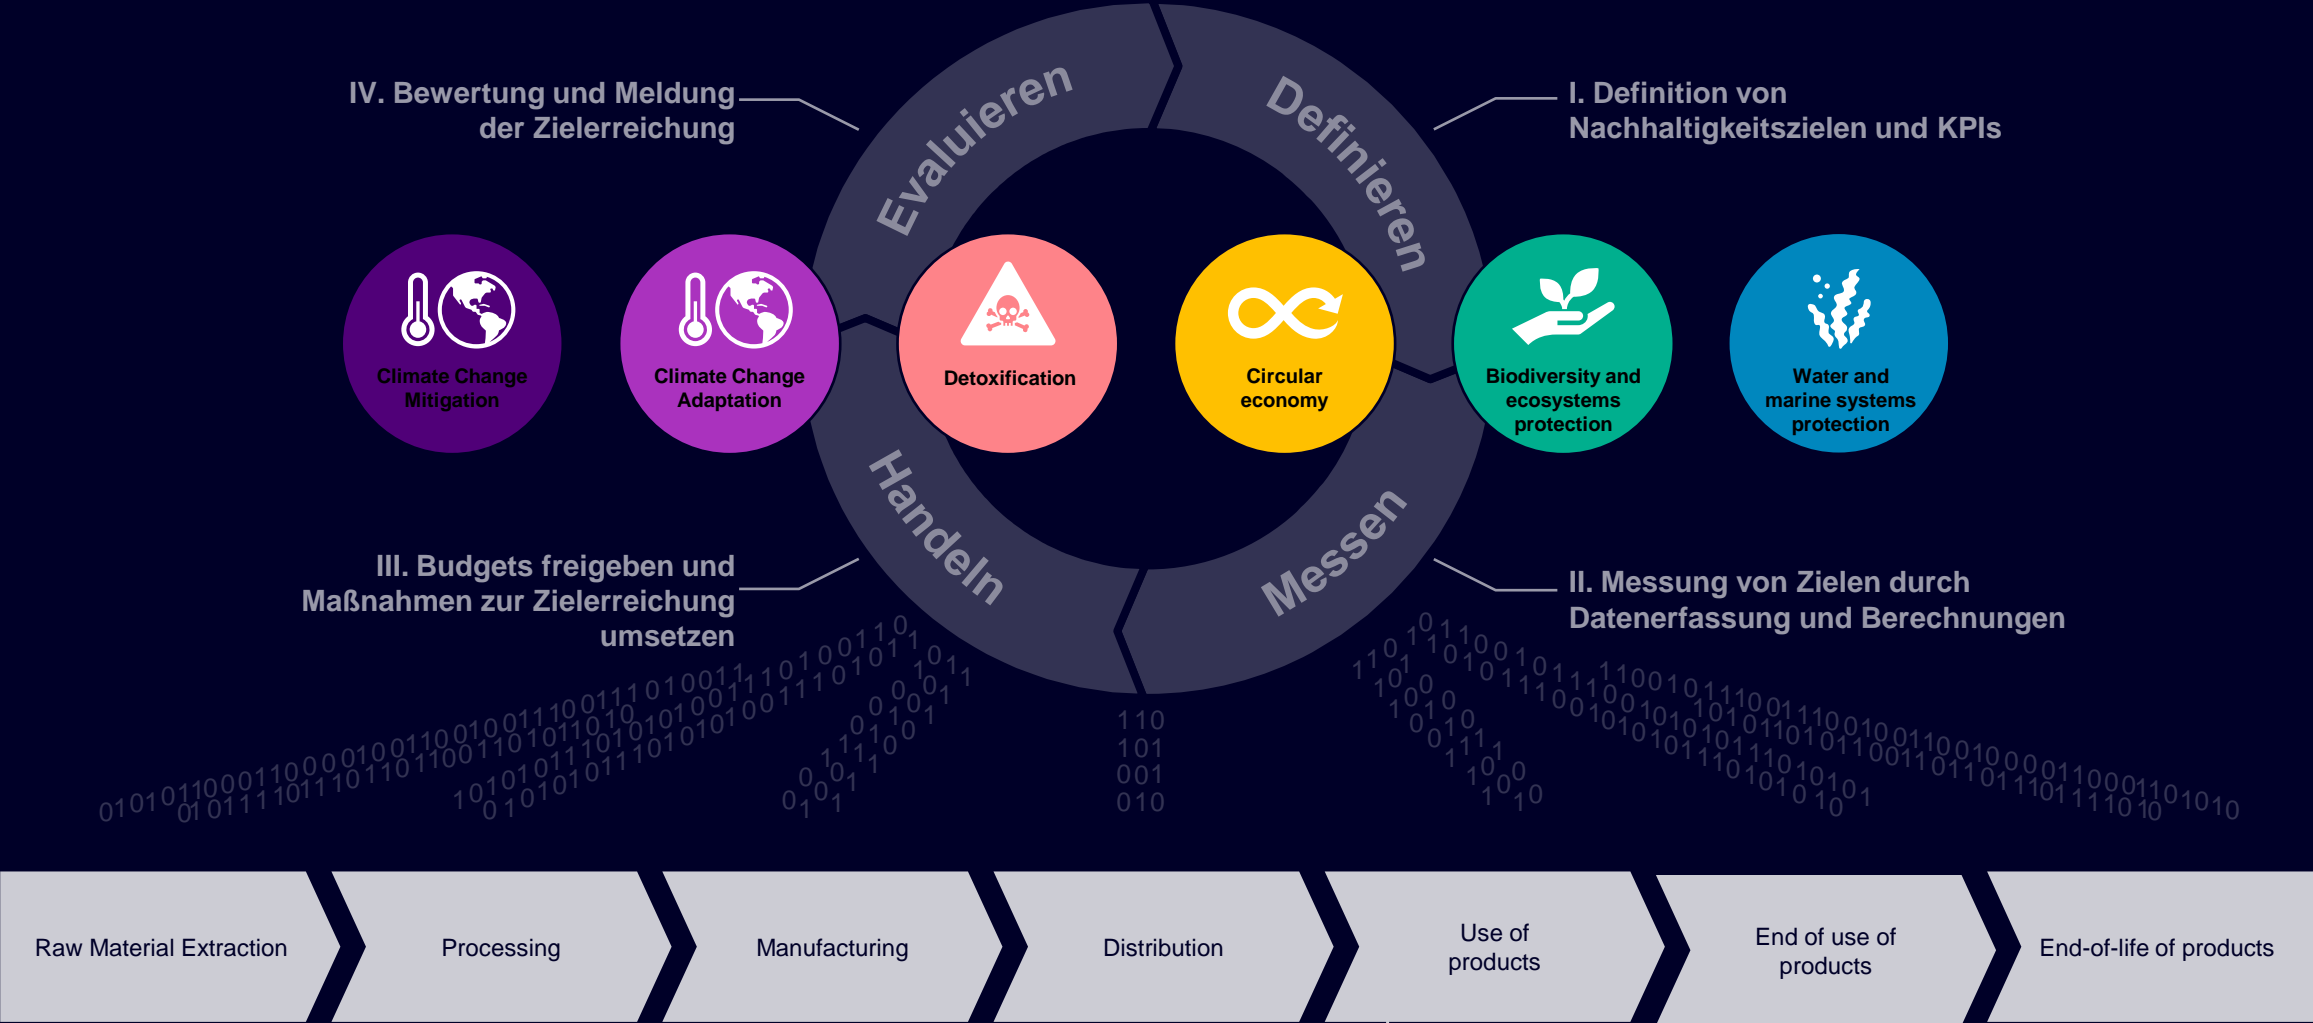 IV. Bewertung und Meldung
der Zielerreichung
Evaluieren
Definieren
I. Definition von
Nachhaltigkeitszielen und KPIs
Climate Change
Mitigation
Climate Change
Adaptation
Detoxification
Circular
economy
Biodiversity and
ecosystems
protection
Water and
marine systems
protection
III. Budgets freigeben und
Maßnahmen zur Zielerreichung
umsetzen
Handeln
Messen
II. Messung von Zielen durch
Datenerfassung und Berechnungen
110
101
001
010
Raw Material Extraction
Processing
Manufacturing
Distribution
Use of
products
End of use of
products
End-of-life of products